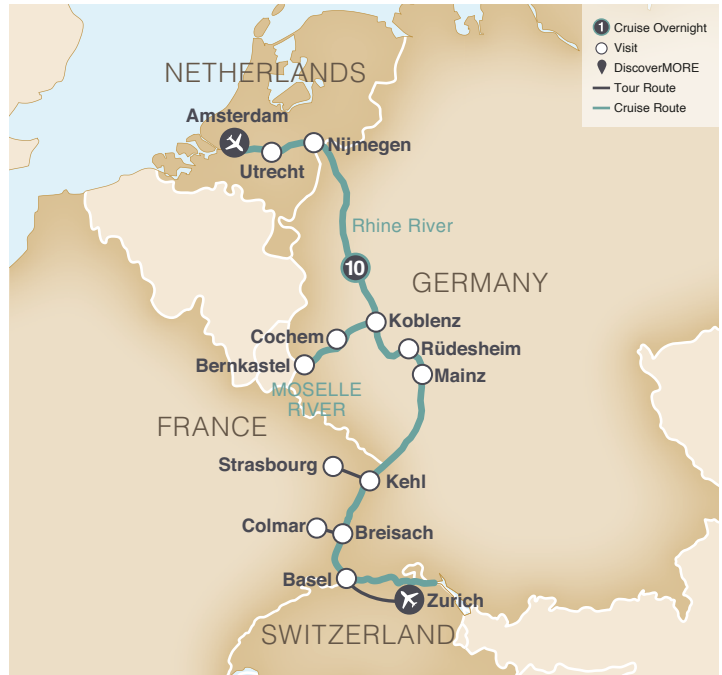 1 Cruise Overnight
Visit
DiscoverMORE
Tour Route
Cruise Route
NETHERLANDS
Amsterdam
Nijmegen
Utrecht
Rhine River
10
GERMANY
Koblenz
Cochem
Rüdesheim
Bernkastel
Mainz
MOSELLE
RIVER
FRANCE
Strasbourg
Kehl
Colmar
Breisach
Basel
Zurich
SWITZERLAND